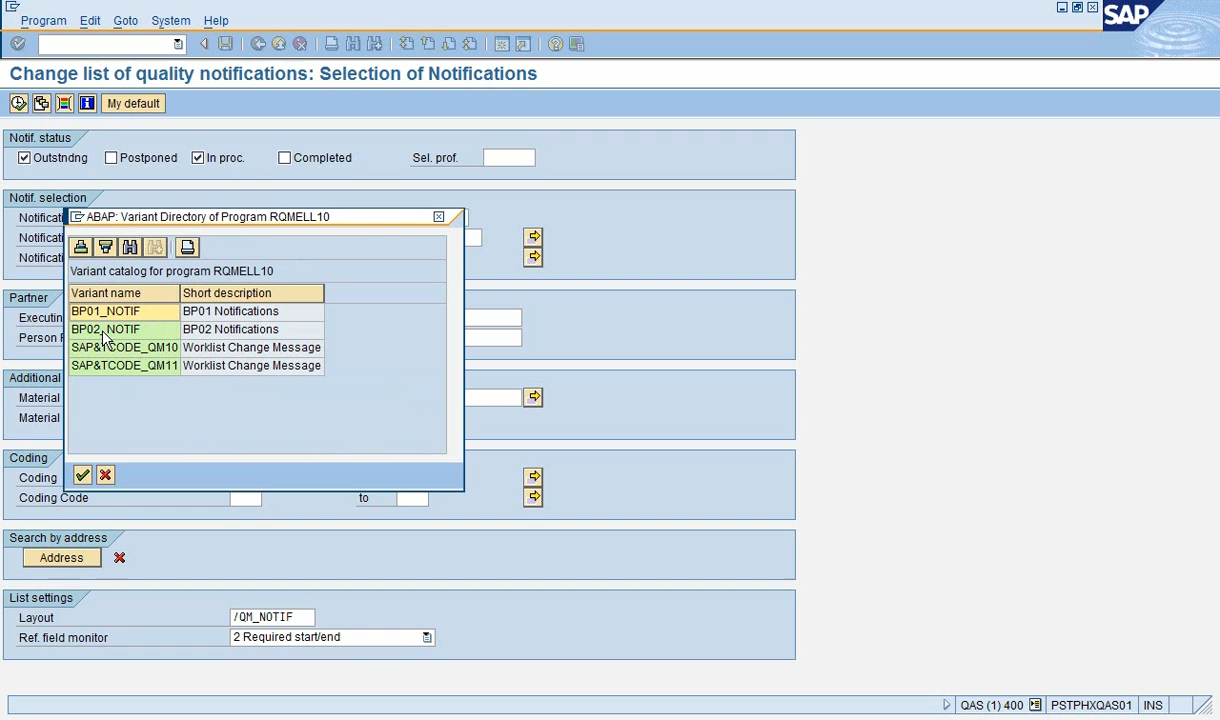 Program Edit Goto System Help
SAP
Change list of quality notifications: Selection of Notifications
My default
Notif. status
Outstndng Postponed In proc. Completed Sel. prof.
Notif. selection
ABAP: Variant Directory of Program RQMELL10
Variant catalog for program RQMELL10
Variant name Short description
BP01_NOTIF BP01 Notifications
BP02_NOTIF BP02 Notifications
SAP&TCODE_QM10 Worklist Change Message
SAP&TCODE_QM11 Worklist Change Message
Partner
Person
Additional
Material
Material
Coding
Coding
Coding Code to
Search by address
Address
List settings
Layout /QM_NOTIF
Ref. field monitor 2 Required start/end
QAS (1) 400 PSTPHXQAS01 INS